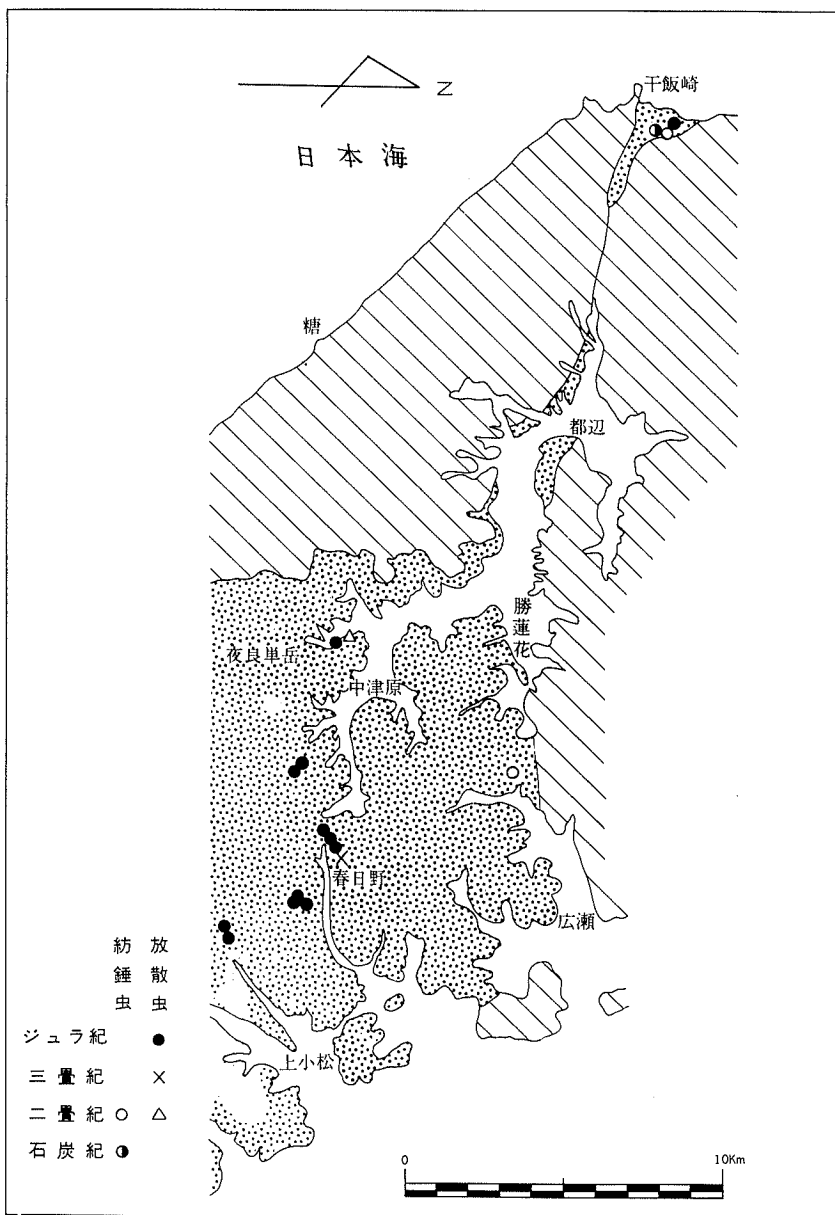 干飯崎
N
日本海
糖
都辺
勝蓮花
夜良単岳
中津原
春日野
広瀬
上小松
紡錘虫 放散虫
ジュラ紀 ●
三畳紀 ×
二畳紀 ○ △
石炭紀 ◑
0 10Km